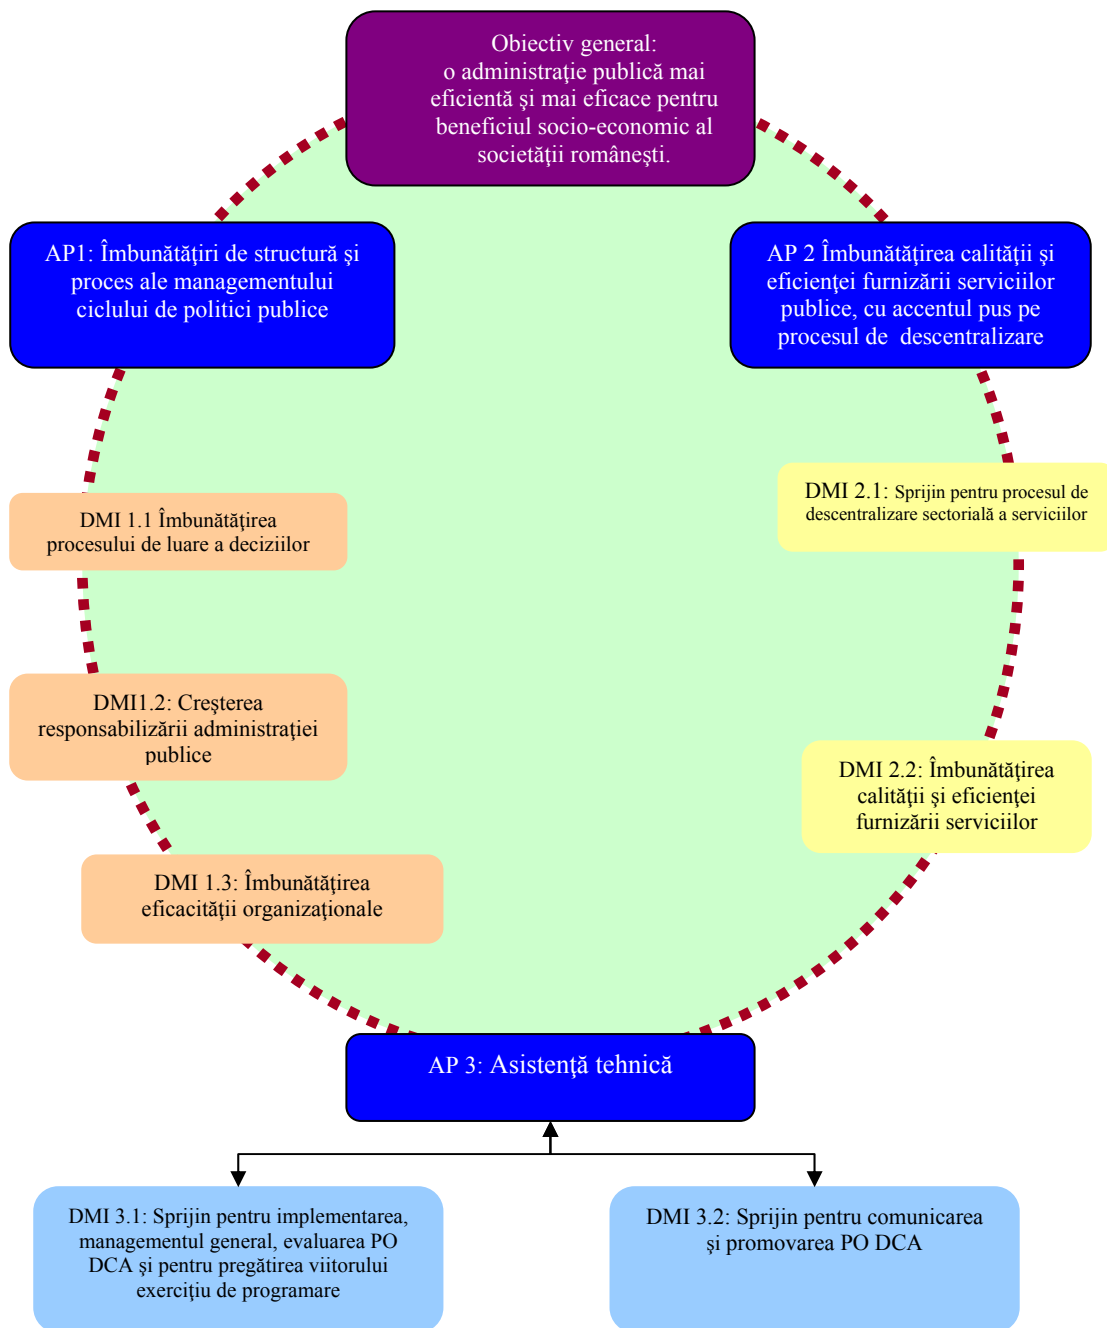 Obiectiv general:
o administraţie publică mai
eficientă şi mai eficace pentru
beneficiul socio-economic al
societăţii româneşti.
AP1: Îmbunătăţiri de structură şi
proces ale managementului
ciclului de politici publice
AP 2 Îmbunătăţirea calităţii şi
eficienţei furnizării serviciilor
publice, cu accentul pus pe
procesul de descentralizare
DMI 1.1 Îmbunătăţirea
procesului de luare a deciziilor
DMI 2.1: Sprijin pentru procesul de
descentralizare sectorială a serviciilor
DMI1.2: Creşterea
responsabilizării administraţiei
publice
DMI 2.2: Îmbunătăţirea
calităţii şi eficienţei
furnizării serviciilor
DMI 1.3: Îmbunătăţirea
eficacităţii organizaţionale
AP 3: Asistenţă tehnică
DMI 3.1: Sprijin pentru implementarea,
managementul general, evaluarea PO
DCA şi pentru pregătirea viitorului
exerciţiu de programare
DMI 3.2: Sprijin pentru comunicarea
şi promovarea PO DCA